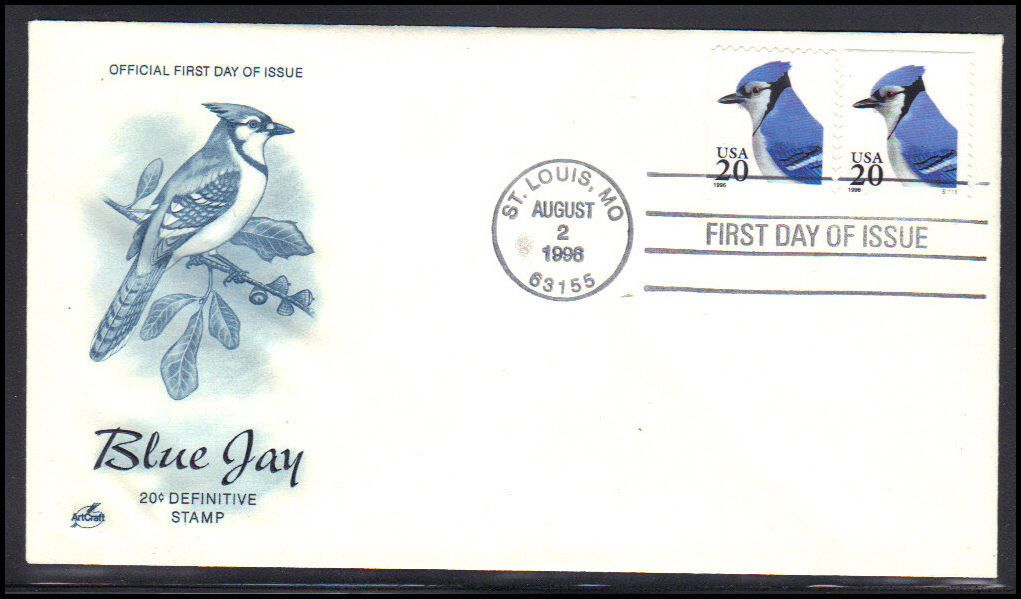 OFFICIAL FIRST DAY OF ISSUE
USA
20
1996
USA
20
1996
ST. LOUIS, MO
AUGUST
2
1996
63155
FIRST DAY OF ISSUE
Blue Jay
20¢ DEFINITIVE
STAMP
ArtCraft